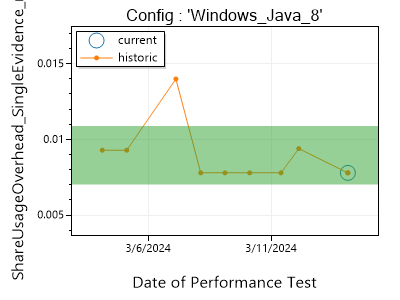 Config : 'Windows_Java_8'
current
historic
0.015
0.01
0.005
3/6/2024
3/11/2024
Date of Performance Test
ShareUsageOverhead_SingleEvidence_